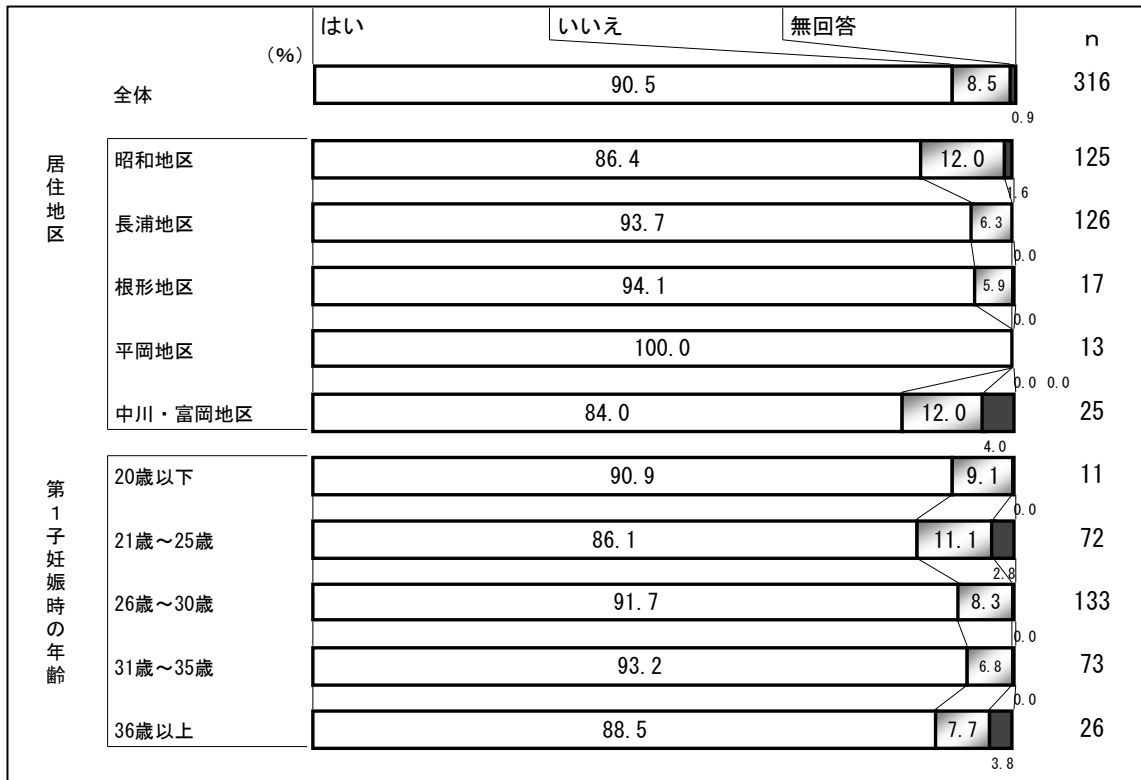 はい いいえ 無回答 n
(%)
全体 90.5 8.5 316
0.9
居住地区
昭和地区 86.4 12.0 125
1.6
長浦地区 93.7 6.3 126
0.0
根形地区 94.1 5.9 17
0.0
平岡地区 100.0 13
0.0 0.0
中川・富岡地区 84.0 12.0 25
4.0
第1子妊娠時の年齢
20歳以下 90.9 9.1 11
0.0
21歳～25歳 86.1 11.1 72
2.8
26歳～30歳 91.7 8.3 133
0.0
31歳～35歳 93.2 6.8 73
0.0
36歳以上 88.5 7.7 26
3.8